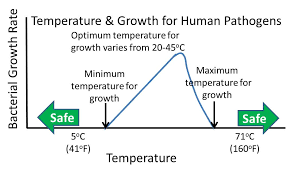 Temperature & Growth for Human Pathogens
Bacterial Growth Rate
Optimum temperature for
growth varies from 20-45°C
Minimum
temperature for
growth
Maximum
temperature for
growth
Safe
Safe
5°C
(41°F)
71°C
(160°F)
Temperature